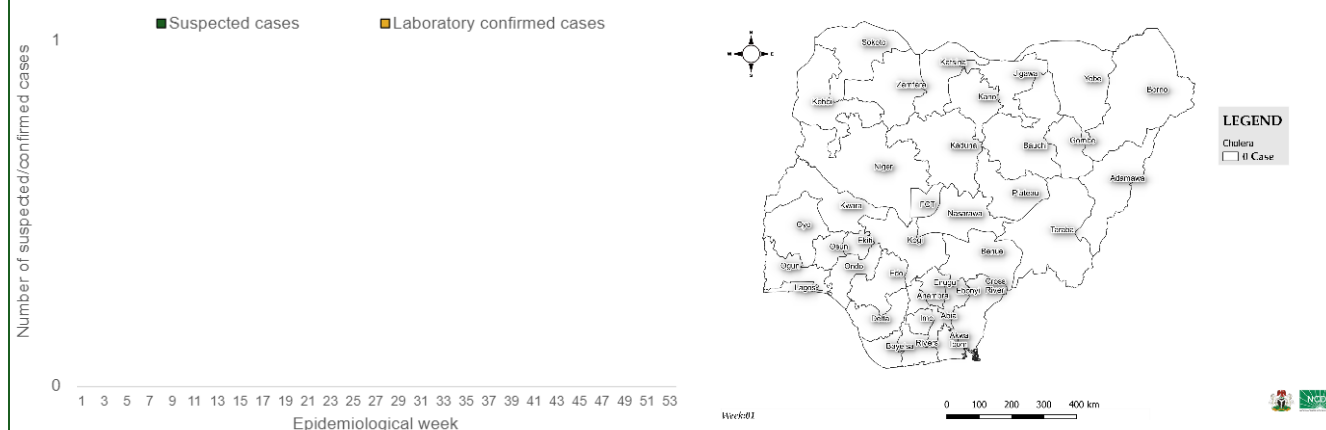 Suspected cases
Laboratory confirmed cases
Number of suspected/confirmed cases
1
0
1 3 5 7 9 11 13 15 17 19 21 23 25 27 29 31 33 35 37 39 41 43 45 47 49 51 53
Epidemiological week
Sokoto
Katsina
Jigawa
Yobe
Borno
Zamfara
Kano
Kebbi
Kaduna
Bauchi
Gombe
Niger
Adamawa
Plateau
Kwara
FCT
Nasarawa
Oyo
Taraba
Ekiti
Kogi
Osun
Benue
Ogun
Ondo
Edo
Enugu
Ebonyi
Cross River
Lagos
Anambra
Delta
Imo
Abia
Akwa
Ibom
Bayelsa
Rivers
LEGEND
Cholera
0 Case
Week:01
0 100 200 300 400 km
NCD